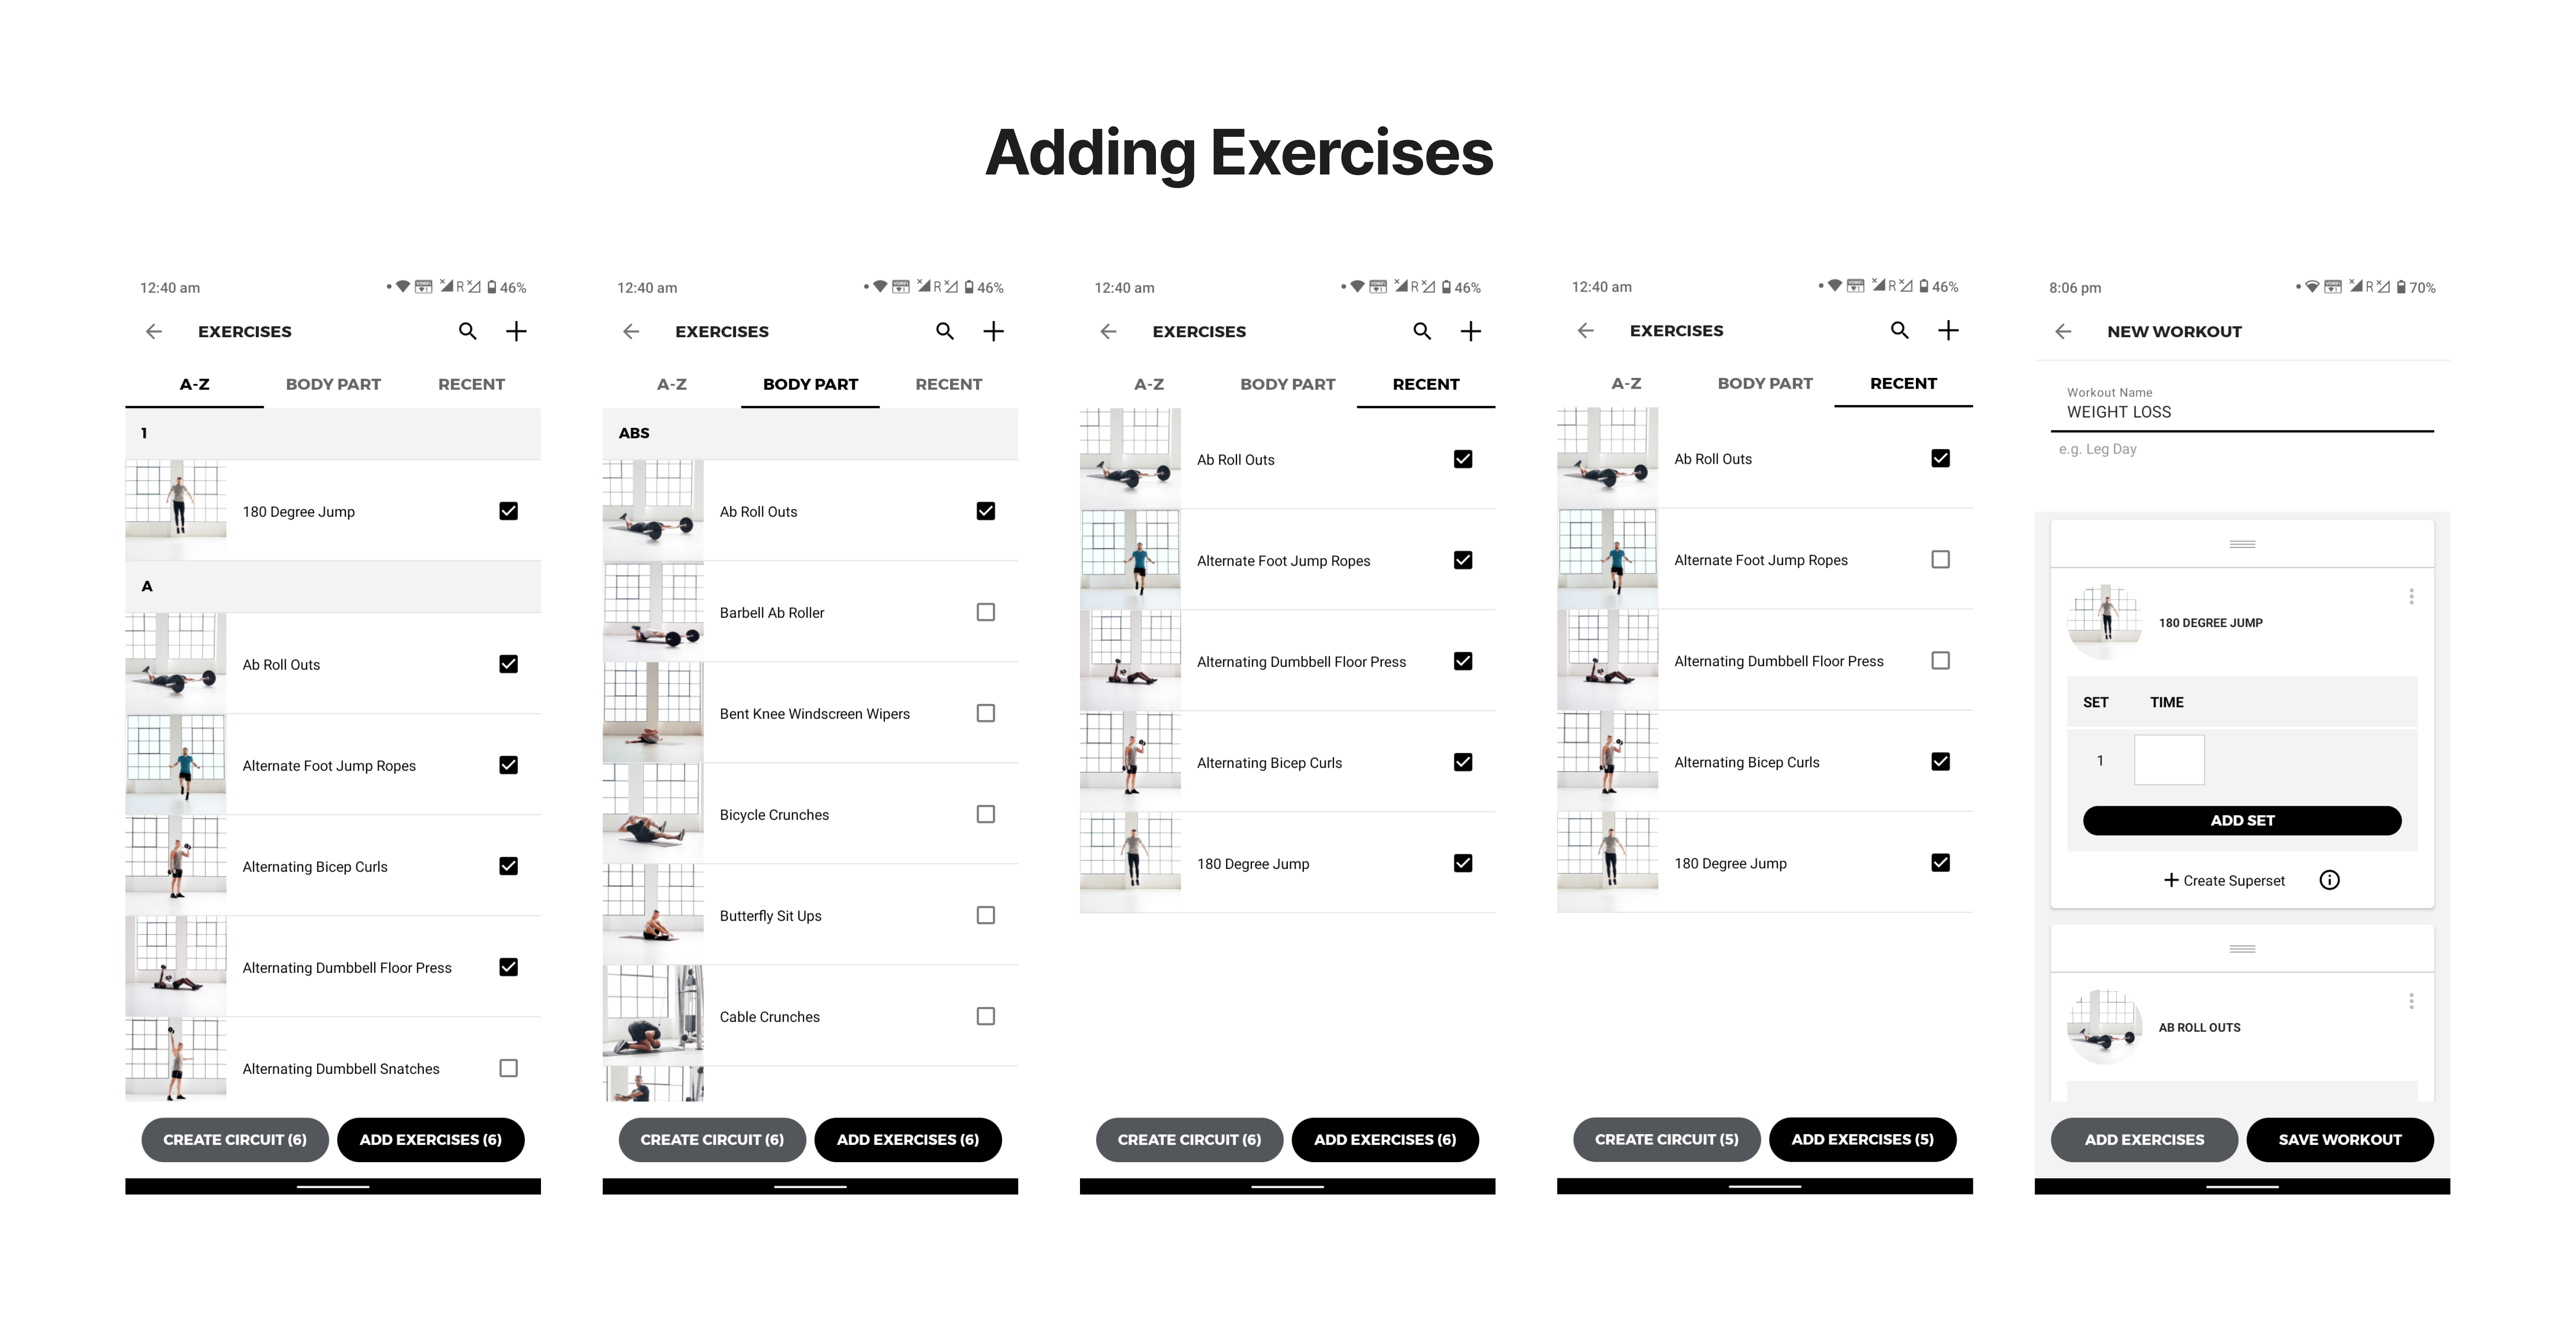 Adding Exercises
12:40 am
R
46%
EXERCISES
A-Z BODY PART RECENT
1
180 Degree Jump
A
Ab Roll Outs
Alternate Foot Jump Ropes
Alternating Bicep Curls
Alternating Dumbbell Floor Press
Alternating Dumbbell Snatches
CREATE CIRCUIT (6) ADD EXERCISES (6)
12:40 am
R
46%
EXERCISES
A-Z BODY PART RECENT
ABS
Ab Roll Outs
Barbell Ab Roller
Bent Knee Windscreen Wipers
Bicycle Crunches
Butterfly Sit Ups
Cable Crunches
CREATE CIRCUIT (6) ADD EXERCISES (6)
12:40 am
R
46%
EXERCISES
A-Z BODY PART RECENT
Ab Roll Outs
Alternate Foot Jump Ropes
Alternating Dumbbell Floor Press
Alternating Bicep Curls
180 Degree Jump
CREATE CIRCUIT (6) ADD EXERCISES (6)
12:40 am
R
46%
EXERCISES
A-Z BODY PART RECENT
Ab Roll Outs
Alternate Foot Jump Ropes
Alternating Dumbbell Floor Press
Alternating Bicep Curls
180 Degree Jump
CREATE CIRCUIT (5) ADD EXERCISES (5)
8:06 pm
R
70%
NEW WORKOUT
Workout Name
WEIGHT LOSS
e.g. Leg Day
180 DEGREE JUMP
SET TIME
1
ADD SET
+ Create Superset
AB ROLL OUTS
ADD EXERCISES SAVE WORKOUT